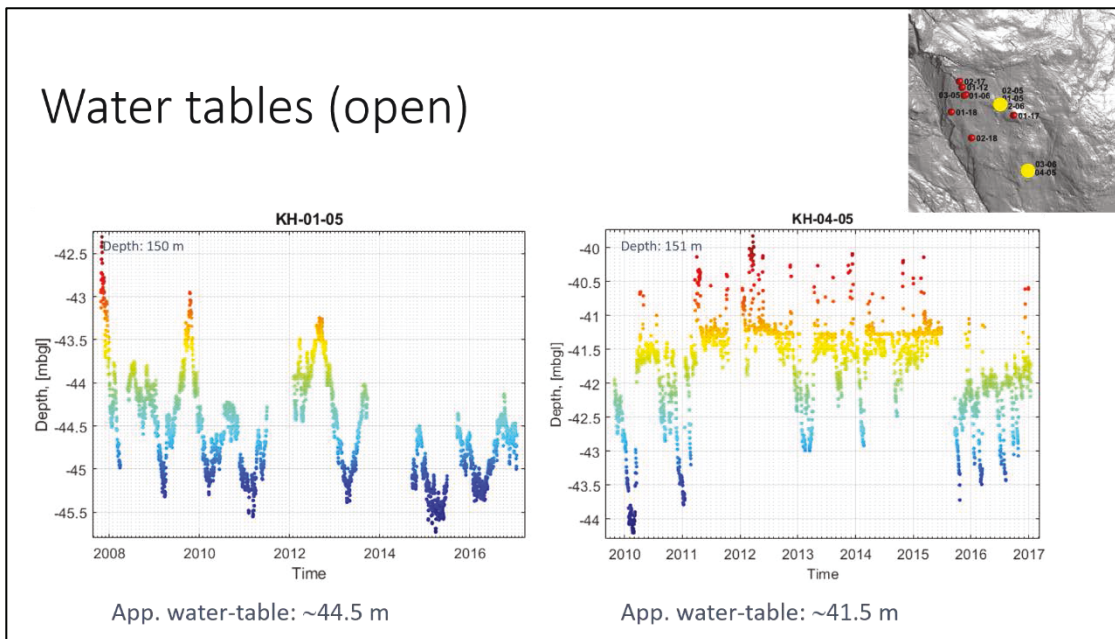 Water tables (open)
02-17
01-12
03-05
01-06
02-05
01-05
2-06
01-17
01-18
02-18
03-06
04-05
KH-01-05
Depth: 150 m
Depth, [mbgl]
-42.5
-43
-43.5
-44
-44.5
-45
-45.5
2008 2010 2012 2014 2016
Time
App. water-table: ~44.5 m
KH-04-05
Depth: 151 m
Depth, [mbgl]
-40
-40.5
-41
-41.5
-42
-42.5
-43
-43.5
-44
2010 2011 2012 2013 2014 2015 2016 2017
Time
App. water-table: ~41.5 m